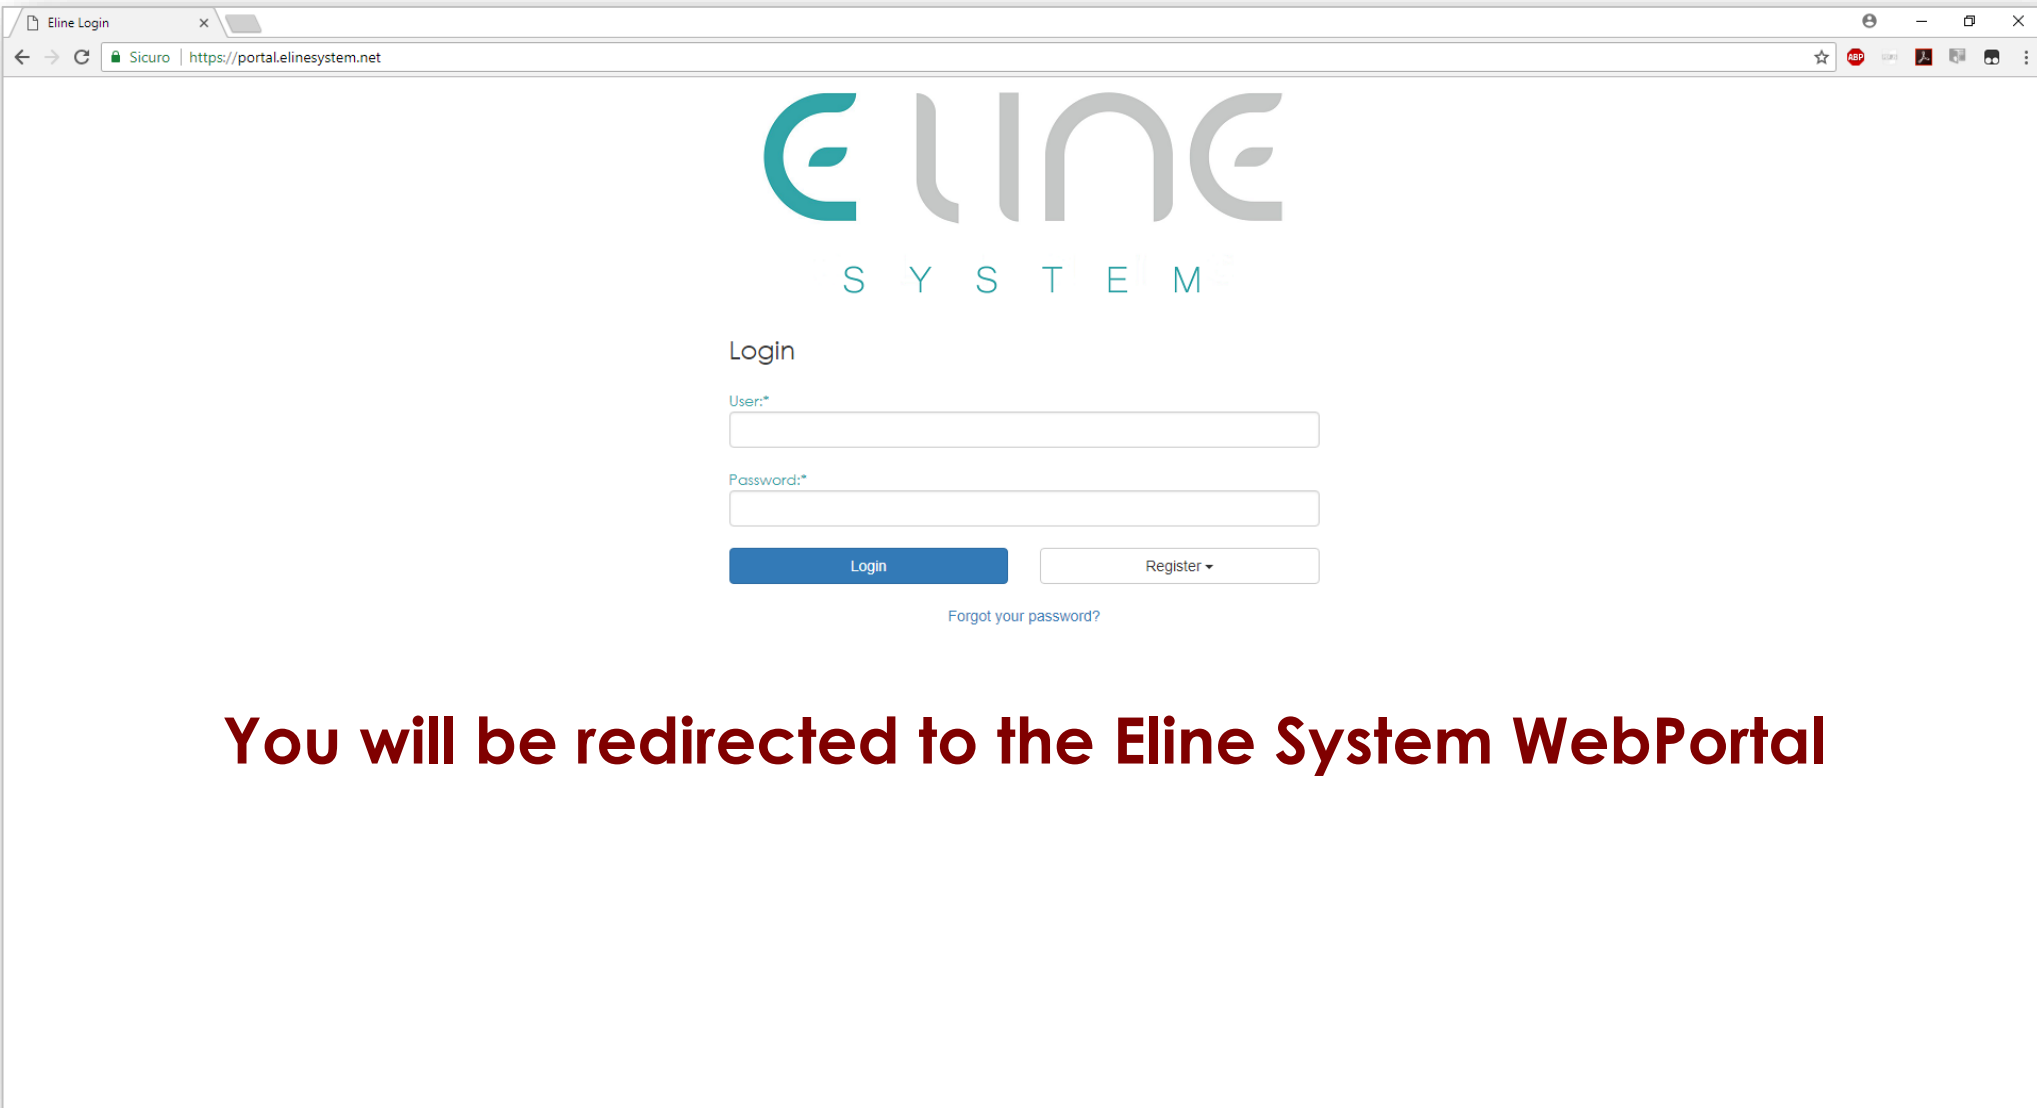 Eline Login
Sicuro | https://portal.elinesystem.net
ABP
ELINE
SYSTEM
Login
User:*
Password:*
Login
Register
Forgot your password?
You will be redirected to the Eline System WebPortal